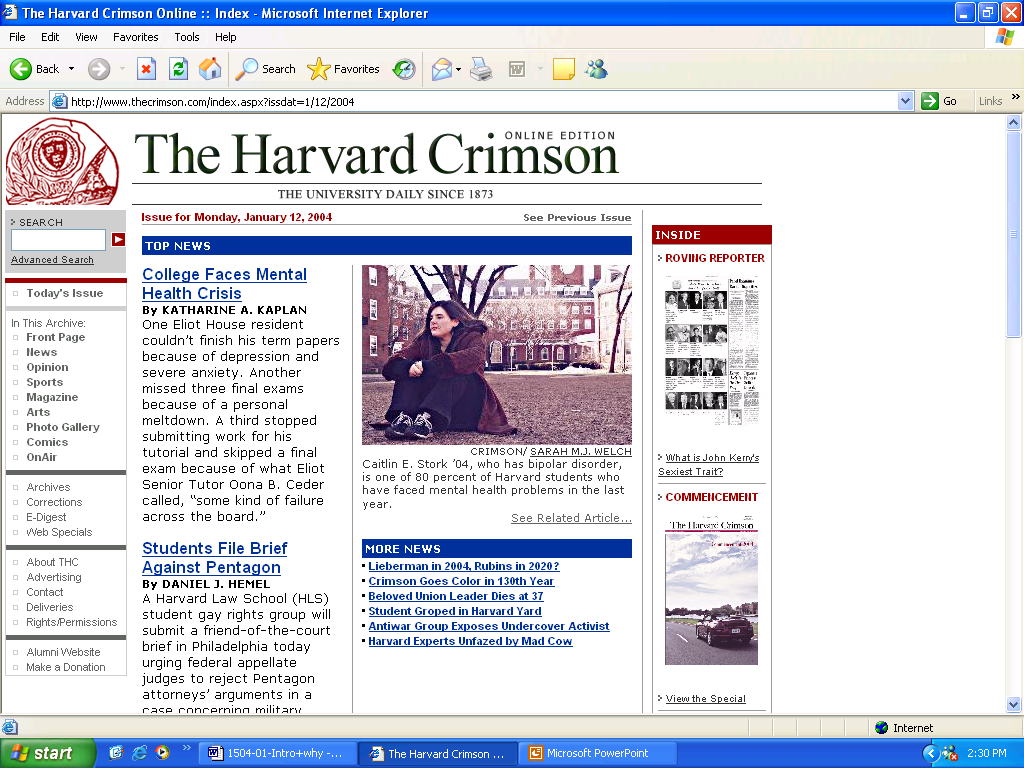 The Harvard Crimson Online :: Index - Microsoft Internet Explorer
File Edit View Favorites Tools Help
Back Search Favorites
Address http://www.thecrimson.com/index.aspx?issdat=1/12/2004 Go Links »
ONLINE EDITION
The Harvard Crimson
THE UNIVERSITY DAILY SINCE 1873
SEARCH
Advanced Search
Today's Issue
In This Archive:
Front Page
News
Opinion
Sports
Magazine
Arts
Photo Gallery
Comics
OnAir
Archives
Corrections
E-Digest
Web Specials
About THC
Advertising
Contact
Deliveries
Rights/Permissions
Alumni Website
Make a Donation
Issue for Monday, January 12, 2004
See Previous Issue
TOP NEWS
College Faces Mental
Health Crisis
By KATHARINE A. KAPLAN
One Eliot House resident
couldn't finish his term papers
because of depression and
severe anxiety. Another
missed three final exams
because of a personal
meltdown. A third stopped
submitting work for his
tutorial and skipped a final
exam because of what Eliot
Senior Tutor Oona B. Ceder
called, “some kind of failure
across the board.”
Students File Brief
Against Pentagon
By DANIEL J. HEMEL
A Harvard Law School (HLS)
student gay rights group will
submit a friend-of-the-court
brief in Philadelphia today
urging federal appellate
judges to reject Pentagon
attorneys’ arguments in a
case concerning military
CRIMSON/ SARAH M.J. WELCH
Caitlin E. Stork ’04, who has bipolar disorder,
is one of 80 percent of Harvard students who
have faced mental health problems in the last
year.
See Related Article...
MORE NEWS
Lieberman in 2004, Rubins in 2020?
Crimson Goes Color in 130th Year
Beloved Union Leader Dies at 37
Student Groped in Harvard Yard
Antiwar Group Exposes Undercover Activist
Harvard Experts Unfazed by Mad Cow
INSIDE
ROVING REPORTER
What is John Kerry's
Sexiest Trait?
COMMENCEMENT
The Harvard Crimson
View the Special
Internet
start » 1504-01-Intro+why -... The Harvard Crimson ... Microsoft PowerPoint 2:30 PM